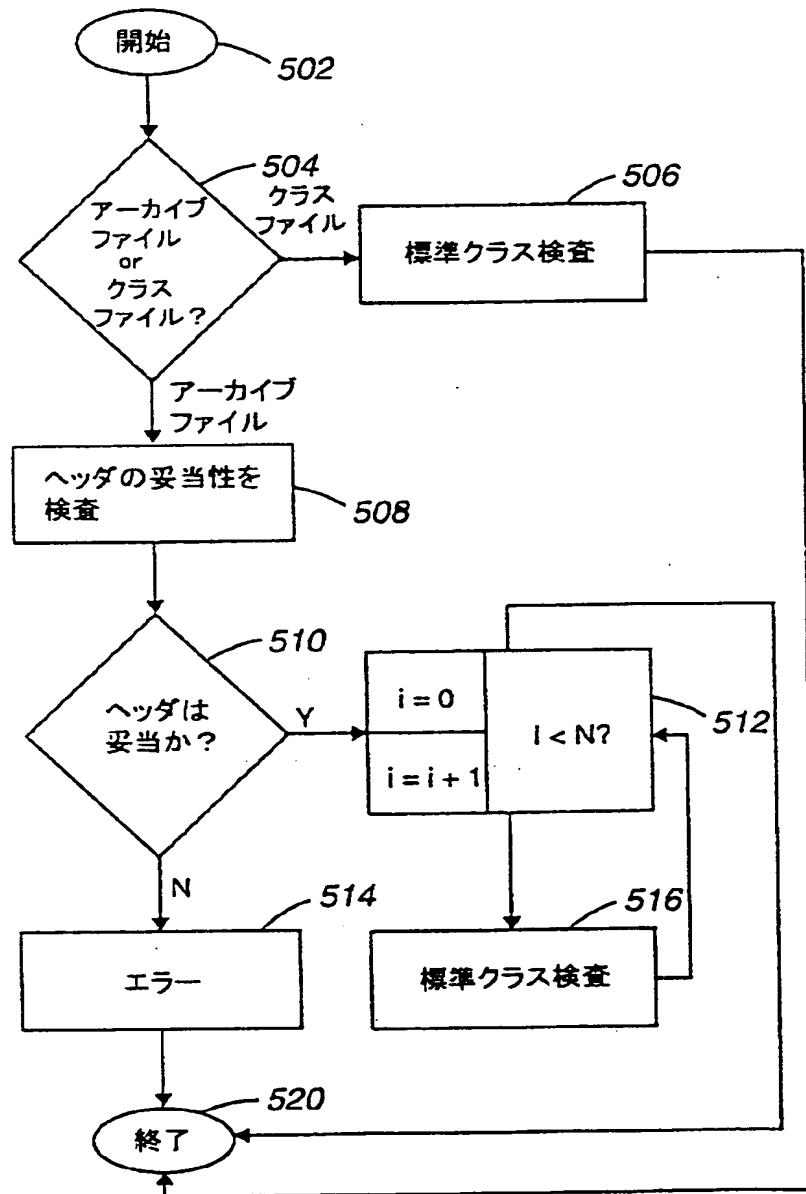 開始
502
504
アーカイブ
ファイル
or
クラス
ファイル?
クラス
ファイル
506
標準クラス検査
アーカイブ
ファイル
ヘッダの妥当性を
検査
508
510
ヘッダは
妥当か?
Y
i = 0
i = i + 1
I < N?
512
N
514
エラー
516
標準クラス検査
520
終了